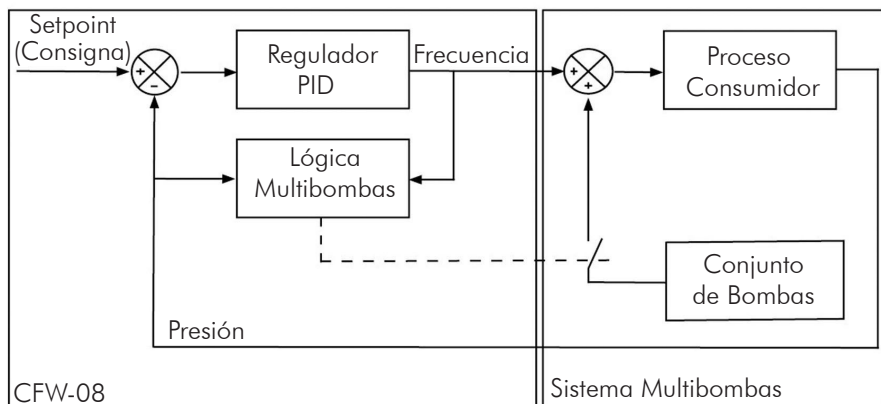 Setpoint
(Consigna)
+
−
Regulador
PID
Frecuencia
+
+
Proceso
Consumidor
Lógica
Multibombas
Conjunto
de Bombas
Presión
CFW-08
Sistema Multibombas